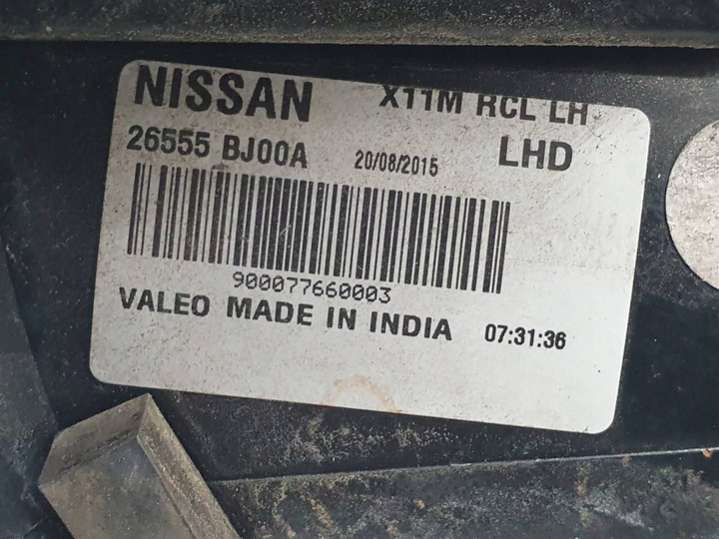 NISSAN X11M RCL LH
26555 BJ00A 20/08/2015 LHD
900077660003
VALEO MADE IN INDIA 07:31:36